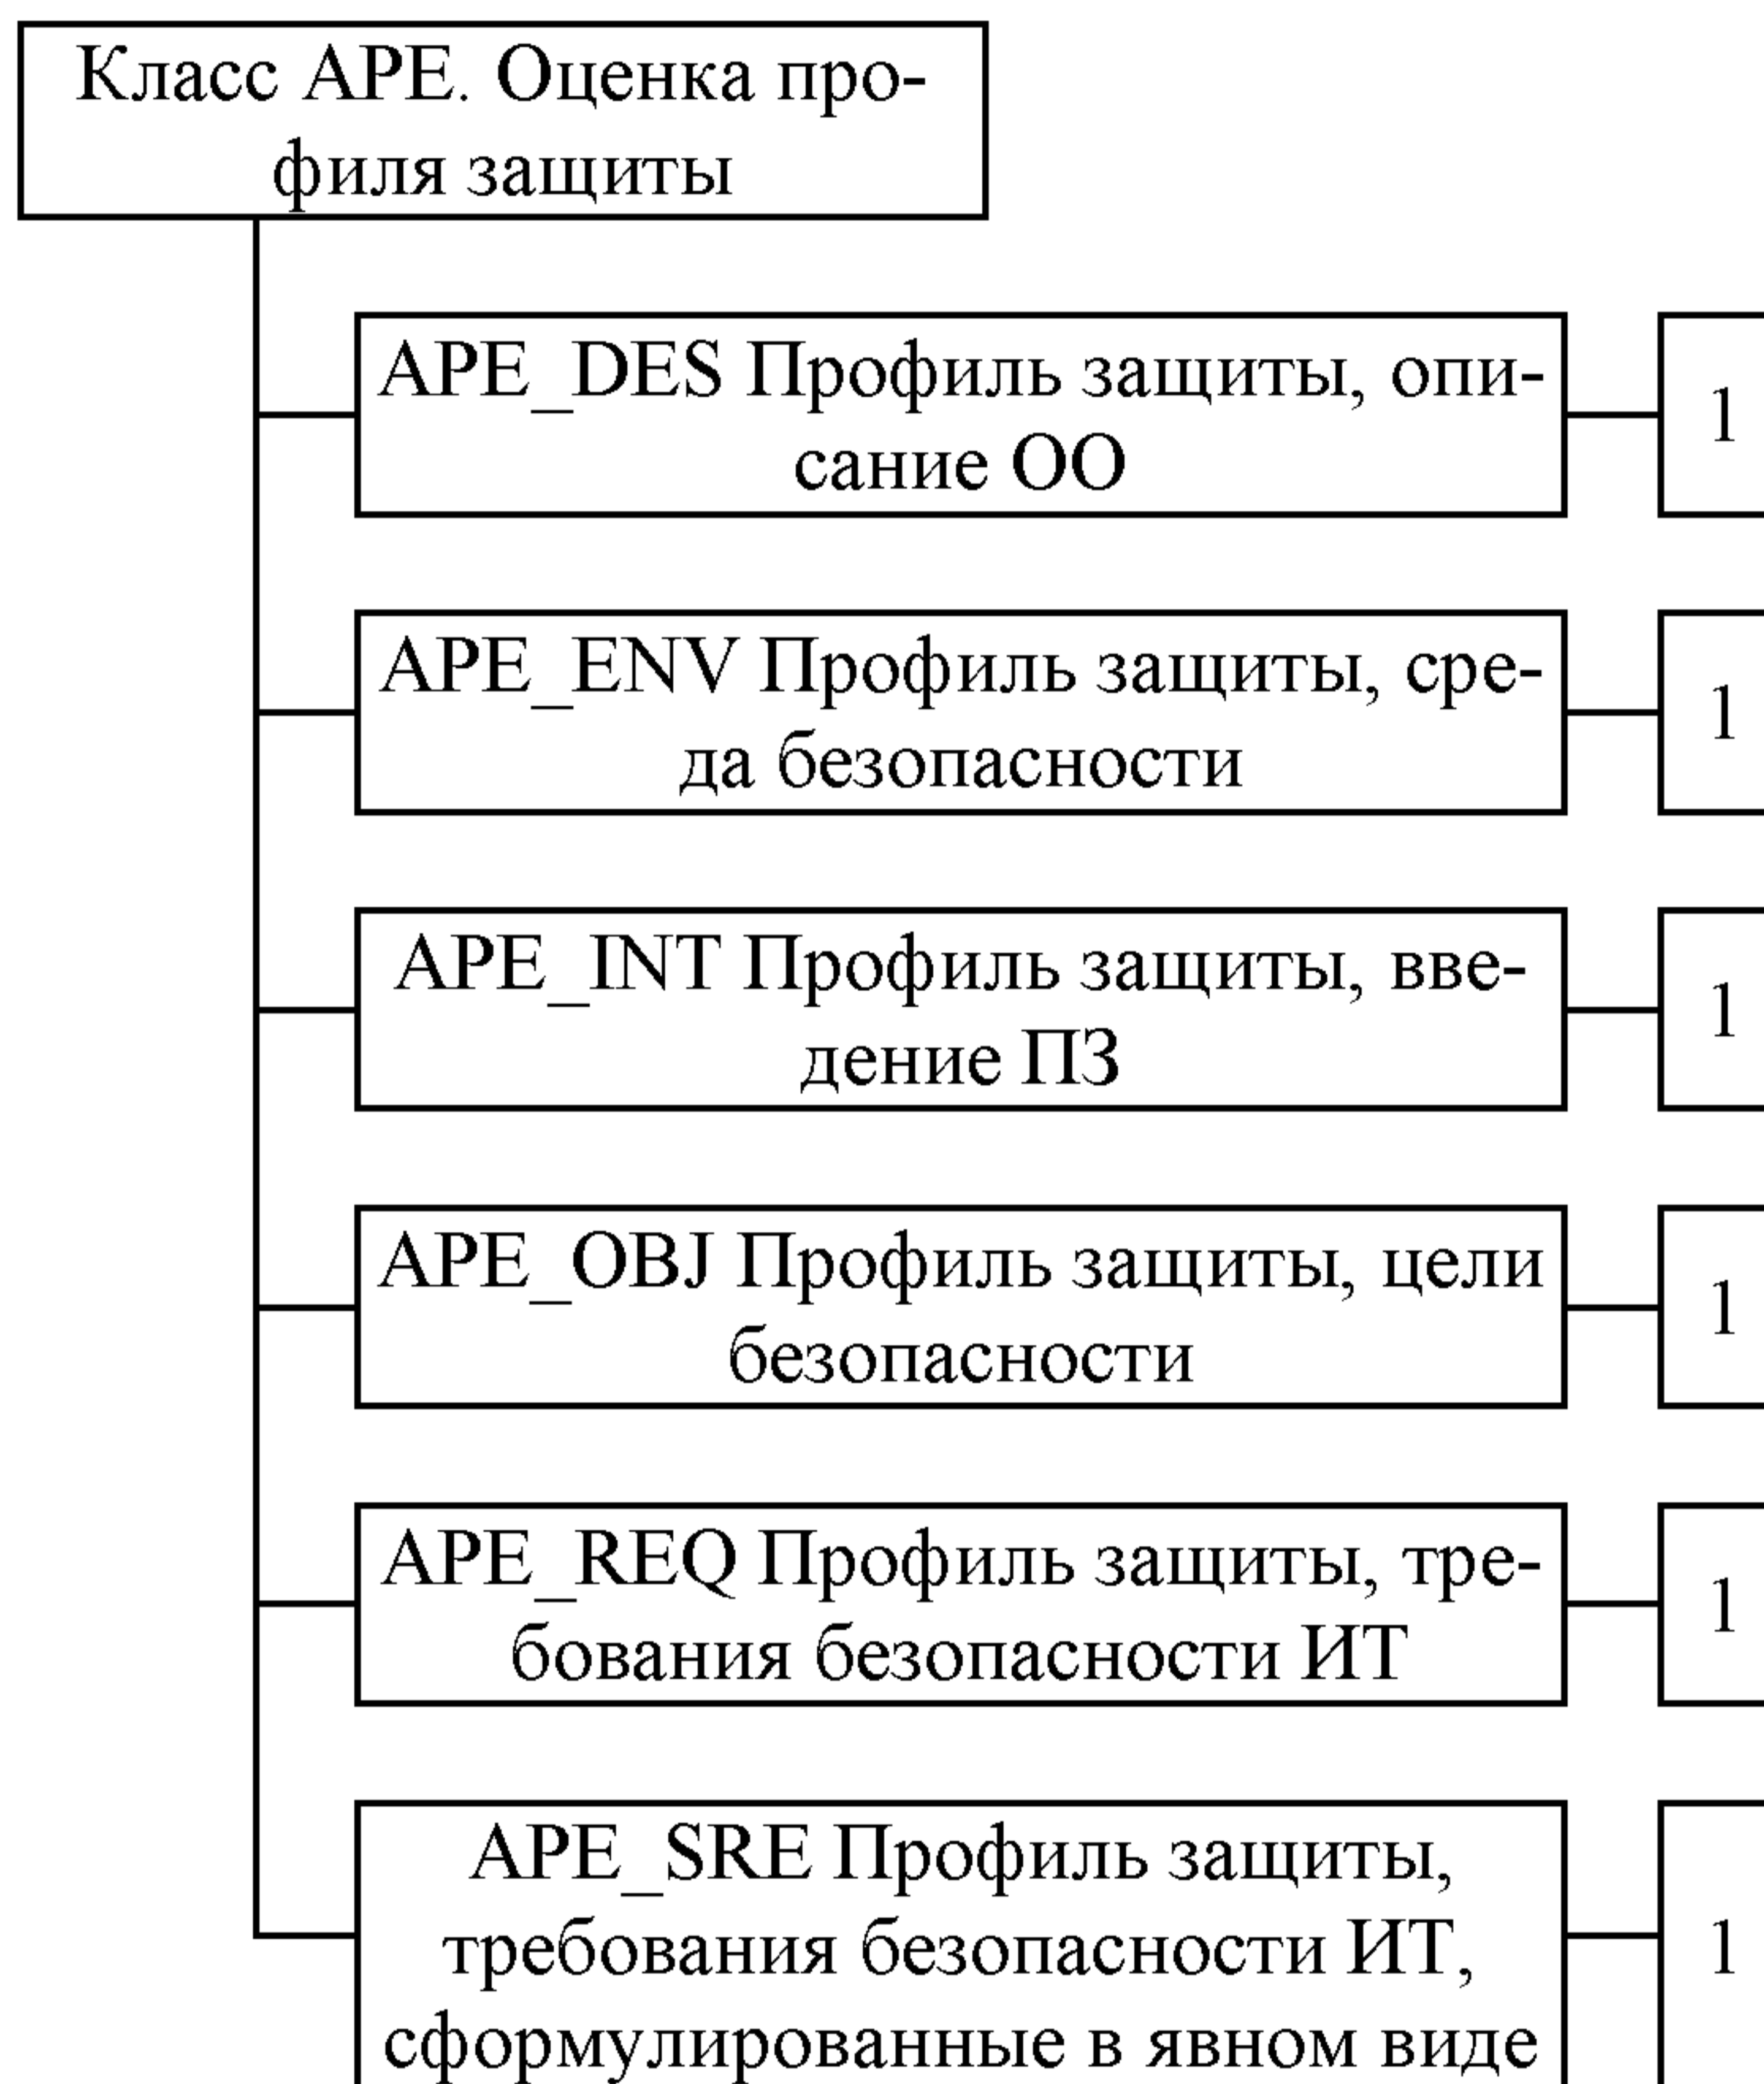 Класс APE. Оценка про-
филя защиты
APE_DES Профиль защиты, опи-
сание ОО
1
APE_ENV Профиль защиты, сре-
да безопасности
1
APE_INT Профиль защиты, вве-
дение ПЗ
1
APE_OBJ Профиль защиты, цели
безопасности
1
APE_REQ Профиль защиты, тре-
бования безопасности ИТ
1
APE_SRE Профиль защиты,
требования безопасности ИТ,
сформулированные в явном виде
1